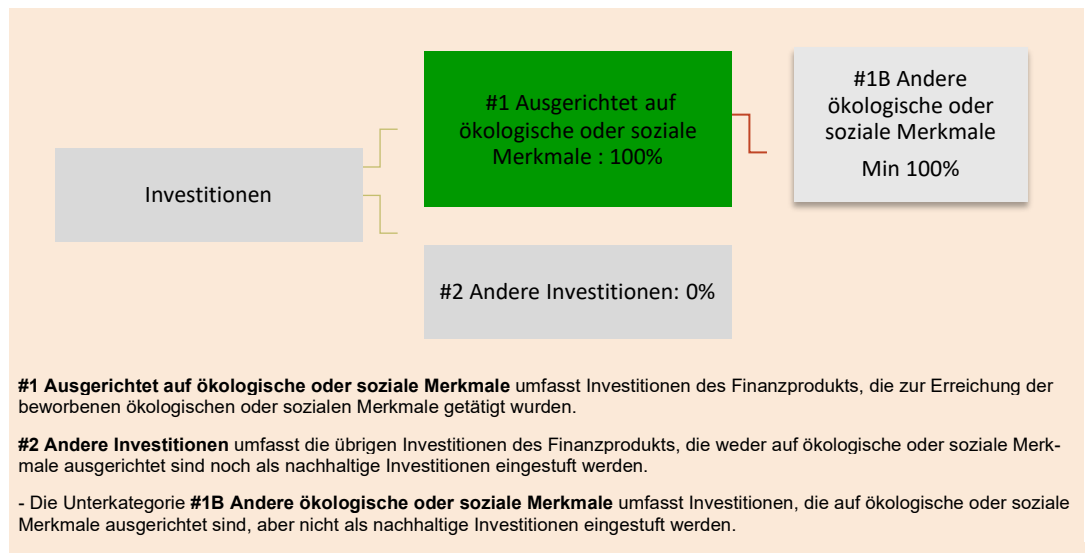 Investitionen
#1 Ausgerichtet auf
ökologische oder soziale
Merkmale : 100%
#1B Andere
ökologische oder
soziale Merkmale
Min 100%
#2 Andere Investitionen: 0%
#1 Ausgerichtet auf ökologische oder soziale Merkmale umfasst Investitionen des Finanzprodukts, die zur Erreichung der
beworbenen ökologischen oder sozialen Merkmale getätigt wurden.
#2 Andere Investitionen umfasst die übrigen Investitionen des Finanzprodukts, die weder auf ökologische oder soziale Merk-
male ausgerichtet sind noch als nachhaltige Investitionen eingestuft werden.
- Die Unterkategorie #1B Andere ökologische oder soziale Merkmale umfasst Investitionen, die auf ökologische oder soziale
Merkmale ausgerichtet sind, aber nicht als nachhaltige Investitionen eingestuft werden.